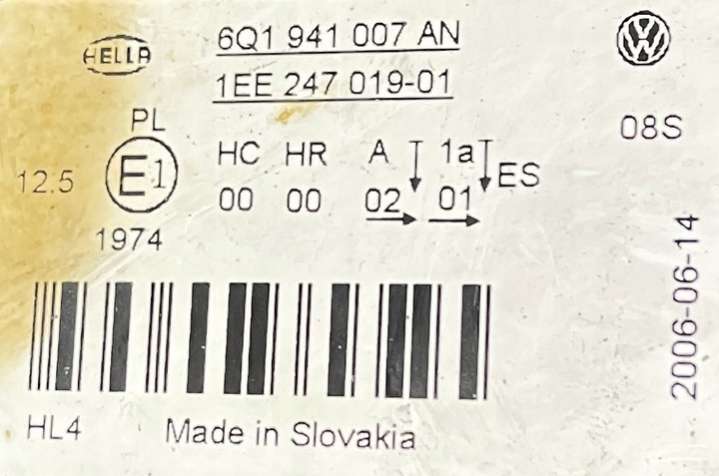 HELLA 6Q1 941 007 AN
1EE 247 019-01
PL
12.5 E1 HC HR A 1a ES
00 00 02 01
1974
08S
2006-06-14
HL4 Made in Slovakia